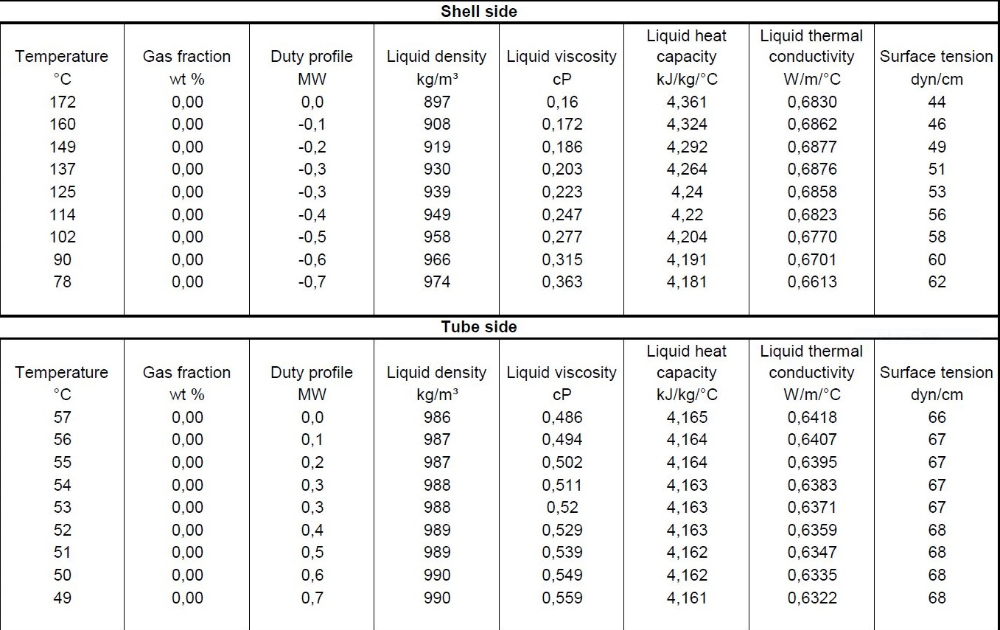 Shell side
Temperature Gas fraction Duty profile Liquid density Liquid viscosity Liquid heat capacity Liquid thermal conductivity Surface tension
°C wt % MW kg/m³ cP kJ/kg/°C W/m/°C dyn/cm
172 0,00 0,0 897 0,16 4,361 0,6830 44
160 0,00 -0,1 908 0,172 4,324 0,6862 46
149 0,00 -0,2 919 0,186 4,292 0,6877 49
137 0,00 -0,3 930 0,203 4,264 0,6876 51
125 0,00 -0,3 939 0,223 4,24 0,6858 53
114 0,00 -0,4 949 0,247 4,22 0,6823 56
102 0,00 -0,5 958 0,277 4,204 0,6770 58
90 0,00 -0,6 966 0,315 4,191 0,6701 60
78 0,00 -0,7 974 0,363 4,181 0,6613 62
Tube side
Temperature Gas fraction Duty profile Liquid density Liquid viscosity Liquid heat capacity Liquid thermal conductivity Surface tension
°C wt % MW kg/m³ cP kJ/kg/°C W/m/°C dyn/cm
57 0,00 0,0 986 0,486 4,165 0,6418 66
56 0,00 0,1 987 0,494 4,164 0,6407 67
55 0,00 0,2 987 0,502 4,164 0,6395 67
54 0,00 0,3 988 0,511 4,163 0,6383 67
53 0,00 0,3 988 0,52 4,163 0,6371 67
52 0,00 0,4 989 0,529 4,163 0,6359 68
51 0,00 0,5 989 0,539 4,162 0,6347 68
50 0,00 0,6 990 0,549 4,162 0,6335 68
49 0,00 0,7 990 0,559 4,161 0,6322 68